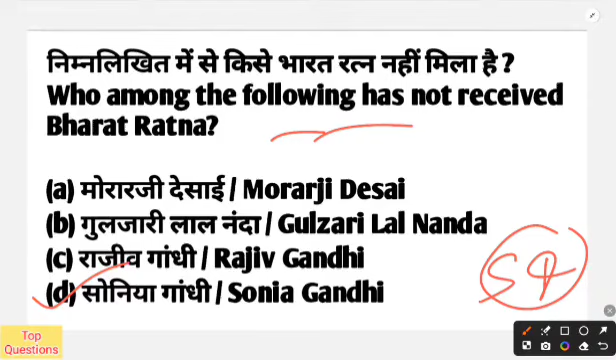 निम्नलिखित में से किसे भारत रत्न नहीं मिला है ?
Who among the following has not received
Bharat Ratna?
(a) मोरारजी देसाई / Morarji Desai
(b) गुलजारी लाल नंदा / Gulzari Lal Nanda
(c) राजीव गांधी / Rajiv Gandhi
(d) सोनिया गांधी / Sonia Gandhi
Top
Questions